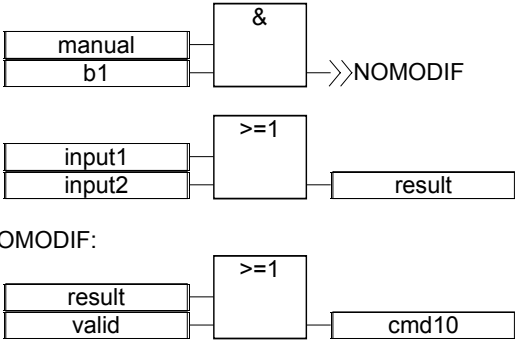 &
manual
b1
NOMODIF
>=1
input1
input2
result
OMODIF:
>=1
result
valid
cmd10